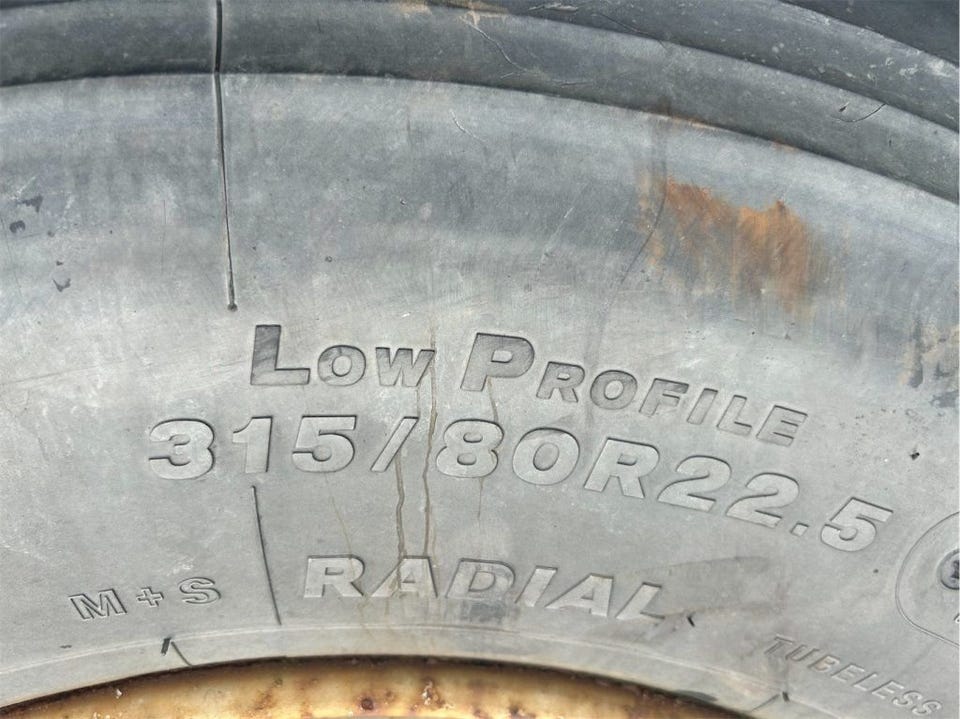 LOW PROFILE
315/80R22.5
M+S
RADIAL
TUBELESS